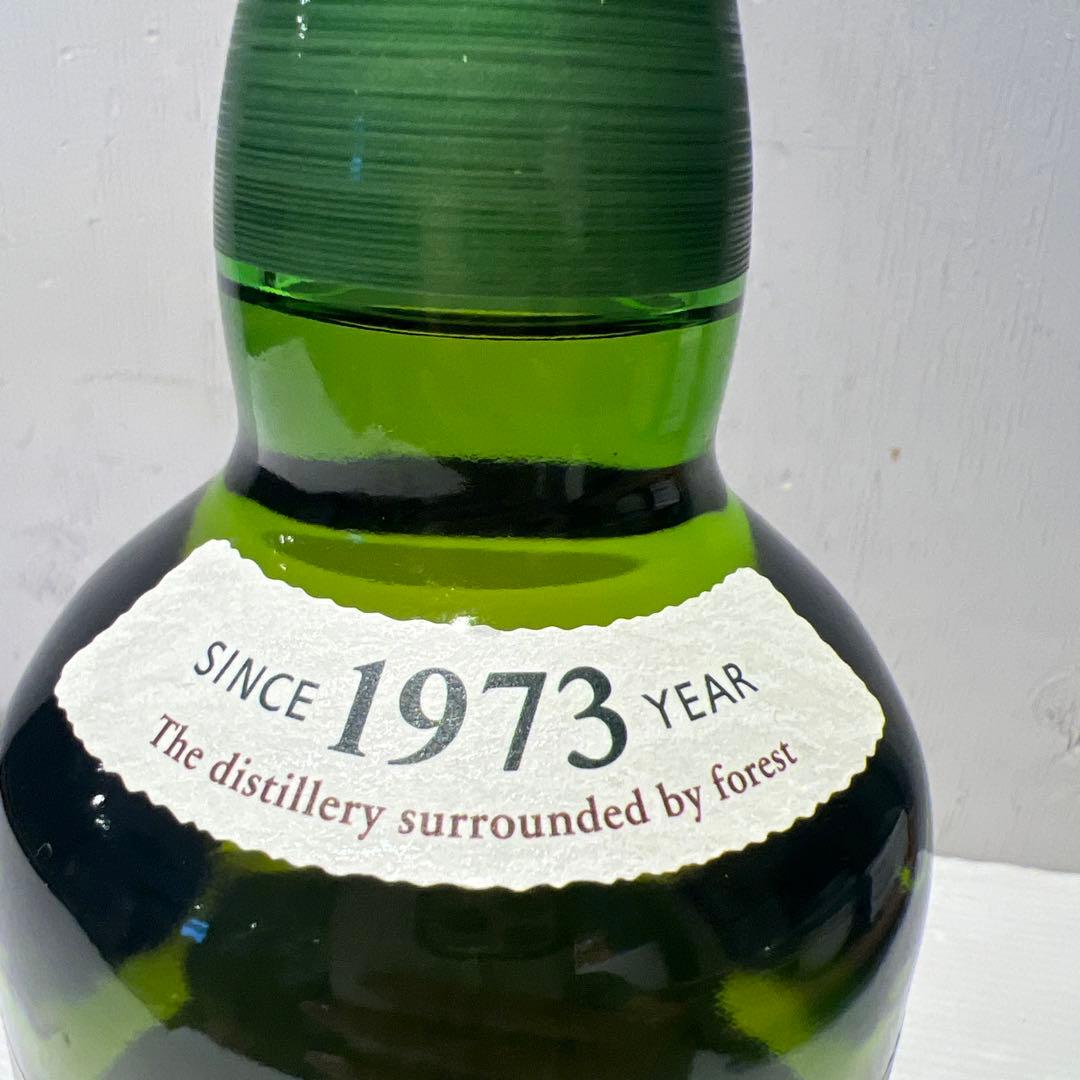 SINCE 1973 YEAR
The distillery surrounded by forest